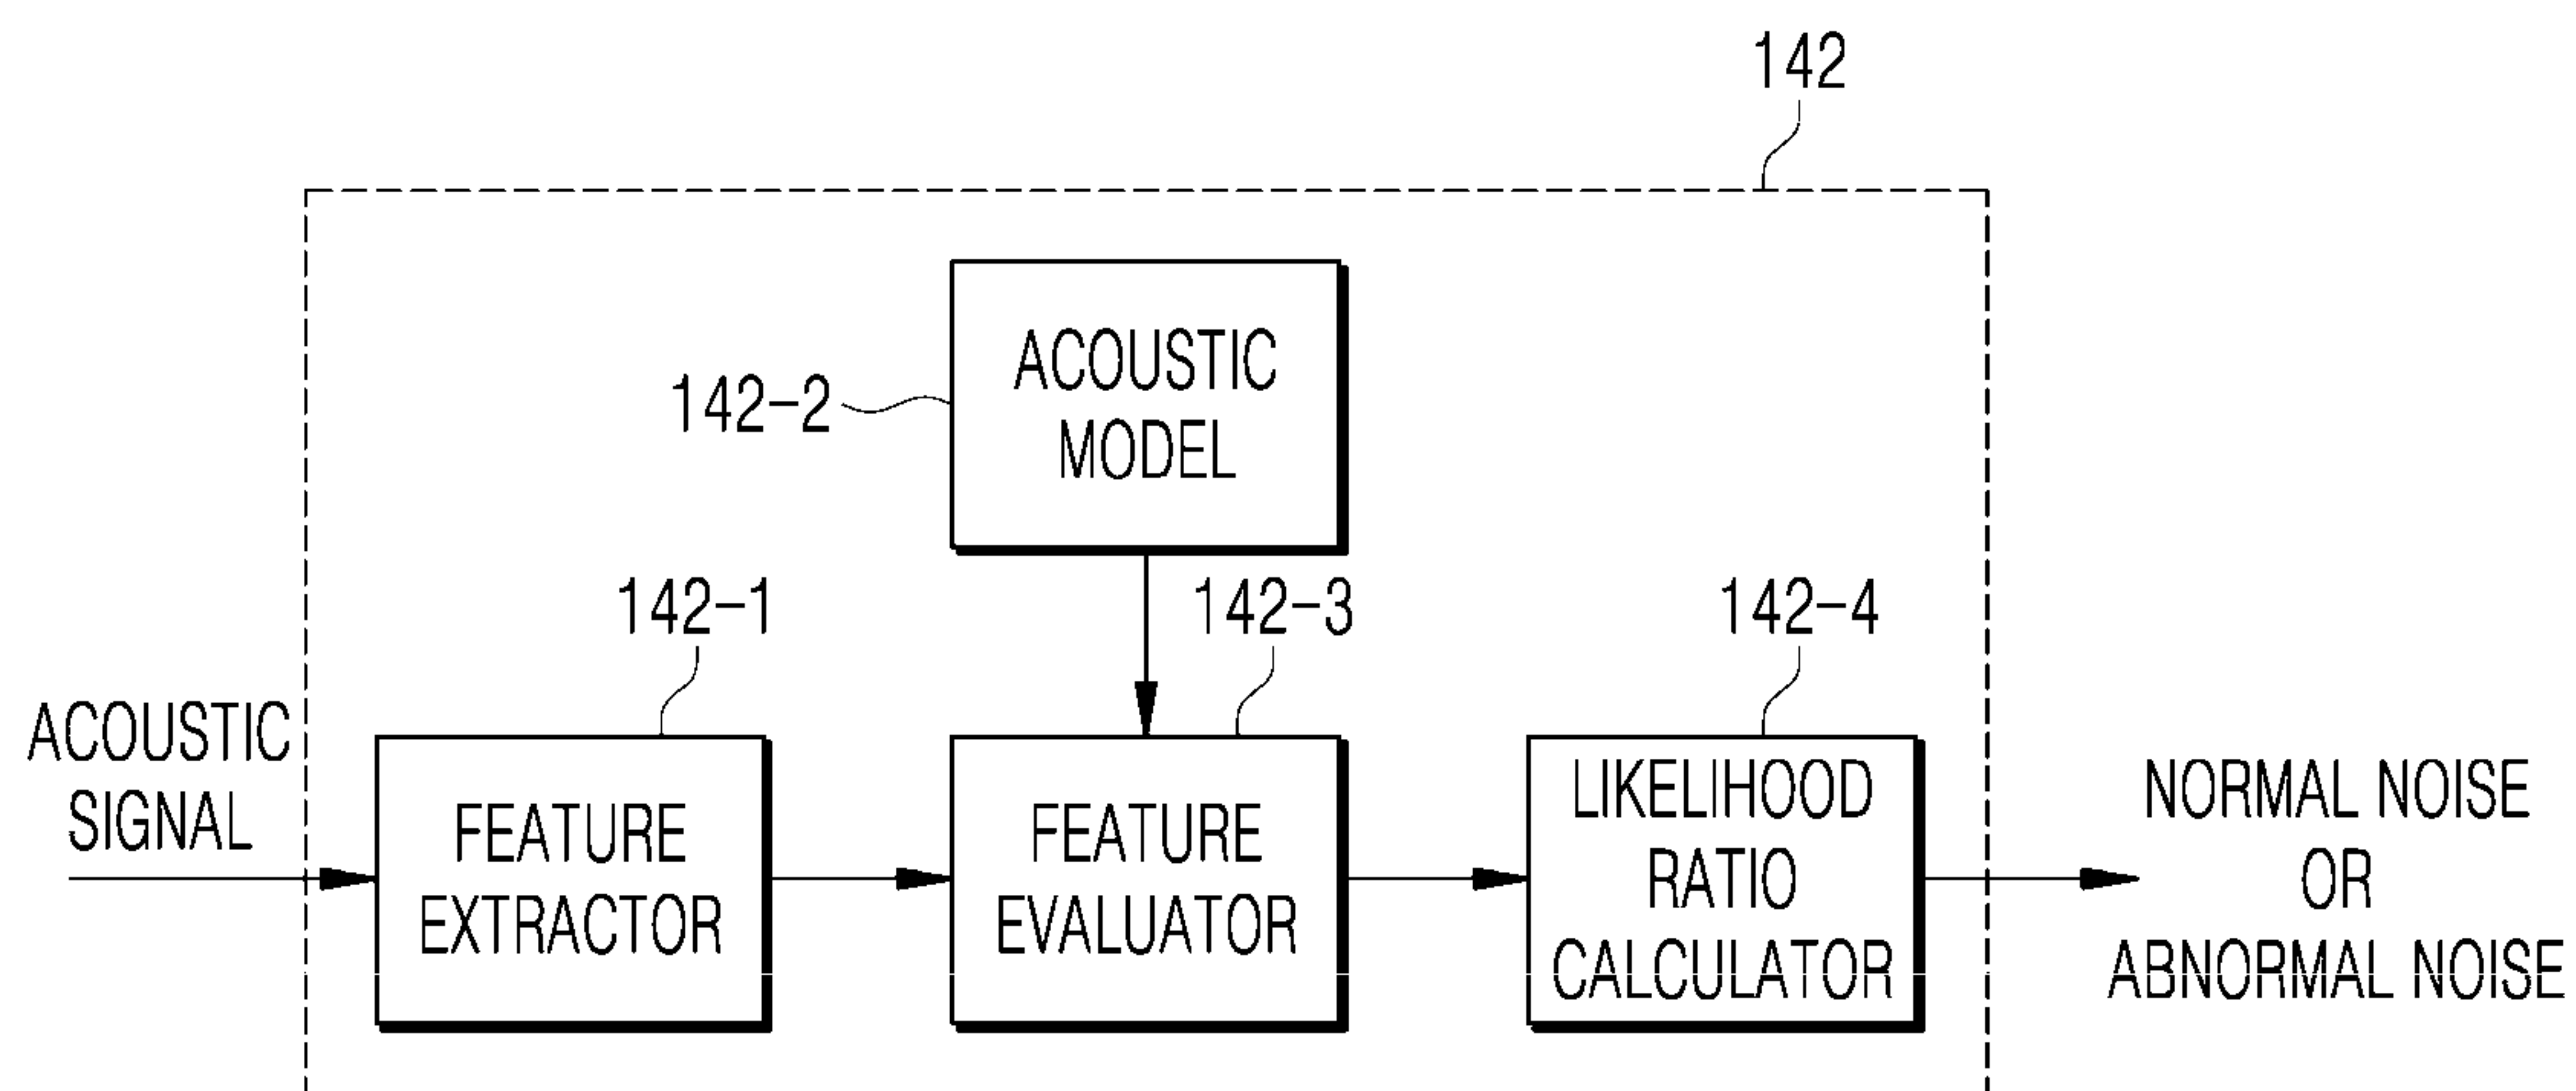 142
ACOUSTIC
MODEL
142-2
142-1
142-3
142-4
ACOUSTIC
SIGNAL
FEATURE
EXTRACTOR
FEATURE
EVALUATOR
LIKELIHOOD
RATIO
CALCULATOR
NORMAL NOISE
OR
ABNORMAL NOISE